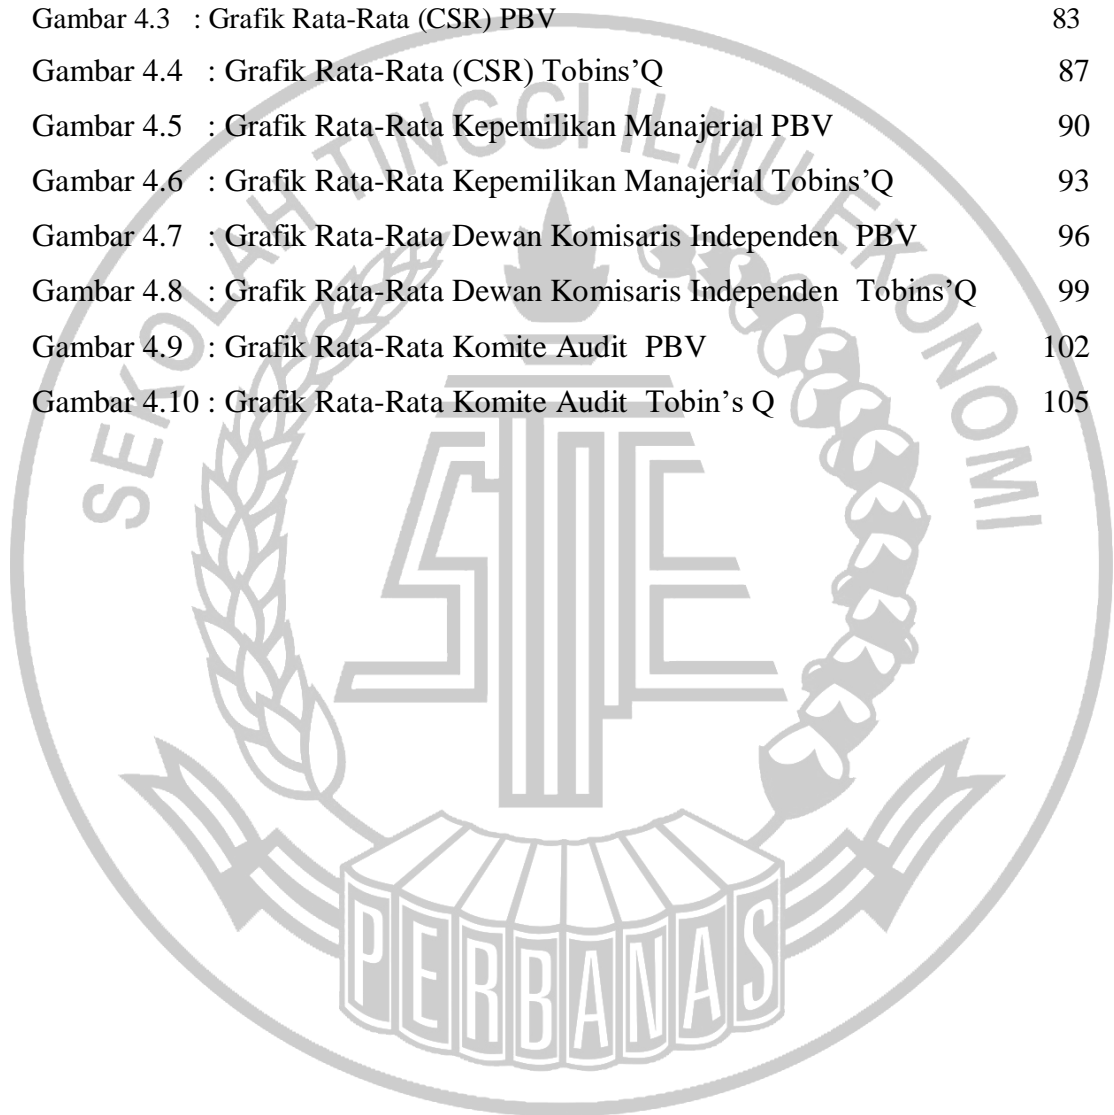 Gambar 4.3 : Grafik Rata-Rata (CSR) PBV 83
Gambar 4.4 : Grafik Rata-Rata (CSR) Tobins’Q 87
Gambar 4.5 : Grafik Rata-Rata Kepemilikan Manajerial PBV 90
Gambar 4.6 : Grafik Rata-Rata Kepemilikan Manajerial Tobins’Q 93
Gambar 4.7 : Grafik Rata-Rata Dewan Komisaris Independen PBV 96
Gambar 4.8 : Grafik Rata-Rata Dewan Komisaris Independen Tobins’Q 99
Gambar 4.9 : Grafik Rata-Rata Komite Audit PBV 102
Gambar 4.10 : Grafik Rata-Rata Komite Audit Tobin’s Q 105
SEKOLAH TINGGI ILMU EKONOMI
STIE
PERBANAS